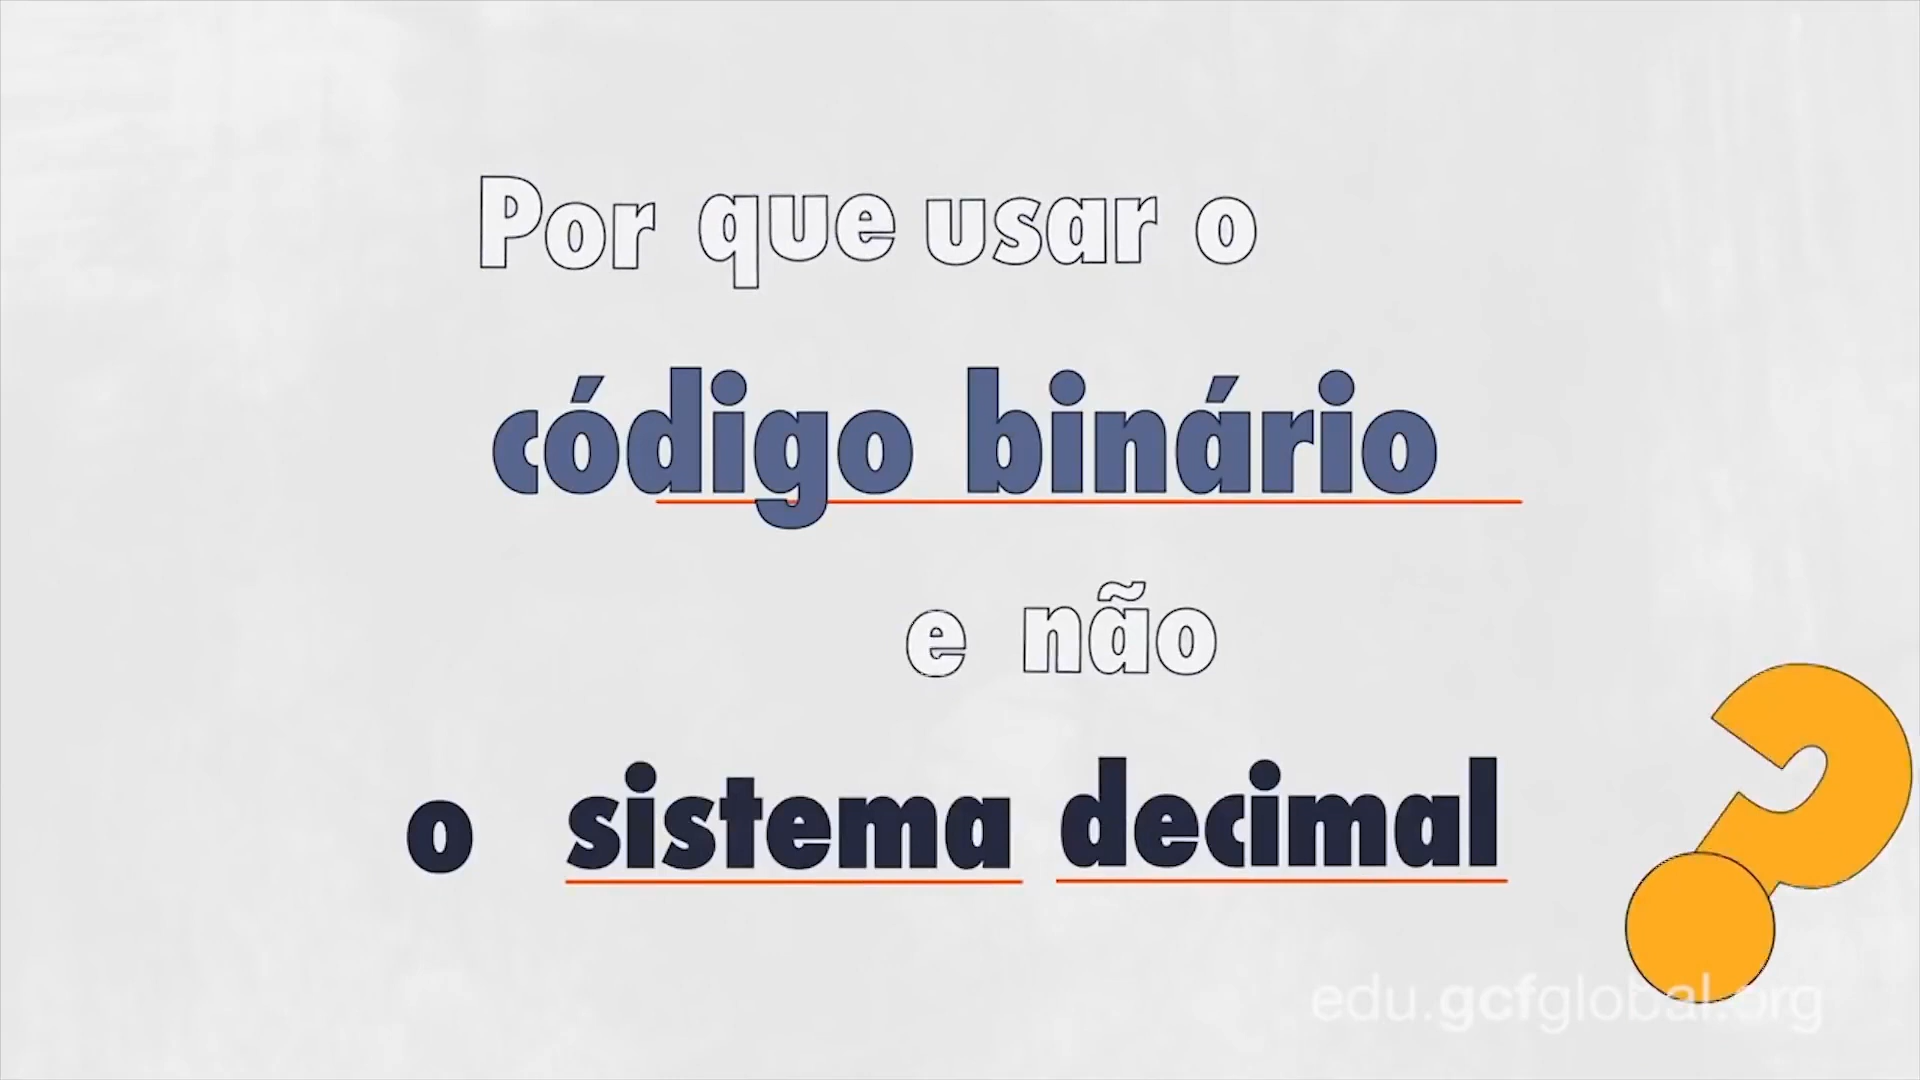 Por que usar o
código binário
e não
o sistema decimal ?
edu.gcfglobal.org